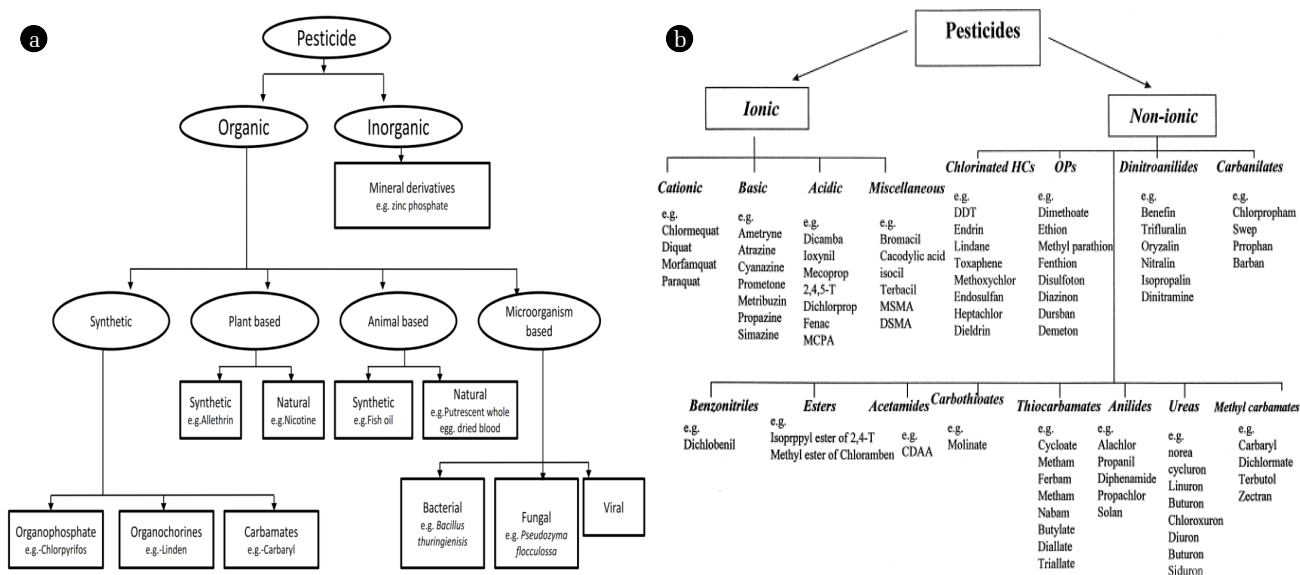 a
Pesticide
Organic
Inorganic
Mineral derivatives
e.g. zinc phosphate
Synthetic
Plant based
Animal based
Microorganism
based
Synthetic
e.g.Allethrin
Natural
e.g.Nicotine
Synthetic
e.g.Fish oil
Natural
e.g.Putrescent whole
egg. dried blood
Organophosphate
e.g.-Chlorpyrifos
Organochorines
e.g.-Linden
Carbamates
e.g.-Carbaryl
Bacterial
e.g. Bacillus
thuringienisis
Fungal
e.g. Pseudozyma
flocculossa
Viral
b
Pesticides
Ionic
Non-ionic
Cationic
e.g.
Chlormequat
Diquat
Morfamquat
Paraquat
Basic
e.g.
Ametryne
Atrazine
Cyanazine
Prometone
Metribuzin
Propazine
Simazine
Acidic
e.g.
Dicamba
Ioxynil
Mecoprop
2,4,5-T
Dichlorprop
Fenac
MCPA
Miscellaneous
e.g.
Bromacil
Cacodylic acid
isocil
Terbacil
MSMA
DSMA
Chlorinated HCs
e.g.
DDT
Endrin
Lindane
Toxaphene
Methoxychlor
Endosulfan
Heptachlor
Dieldrin
OPs
e.g.
Dimethoate
Ethion
Methyl parathion
Fenthion
Disulfoton
Diazinon
Dursban
Demeton
Dinitroanilides
e.g.
Benefin
Trifluralin
Oryzalin
Nitralin
Isopropalin
Dinitramine
Carbanilates
e.g.
Chlorpropham
Swep
Prrophan
Barban
Benzonitriles
e.g.
Dichlobenil
Esters
e.g.
Isoprppyl ester of 2,4-T
Methyl ester of Chloramben
Acetamides
e.g.
CDAA
Carbothioates
e.g.
Molinate
Thiocarbamates
e.g.
Cycloate
Metham
Ferbam
Metham
Nabam
Butylate
Diallate
Triallate
Anilides
e.g.
Alachlor
Propanil
Diphenamide
Propachlor
Solan
Ureas
e.g.
norea
cycluron
Linuron
Buturon
Chloroxuron
Diuron
Buturon
Siduron
Methyl carbamates
e.g.
Carbaryl
Dichlormate
Terbutol
Zectran